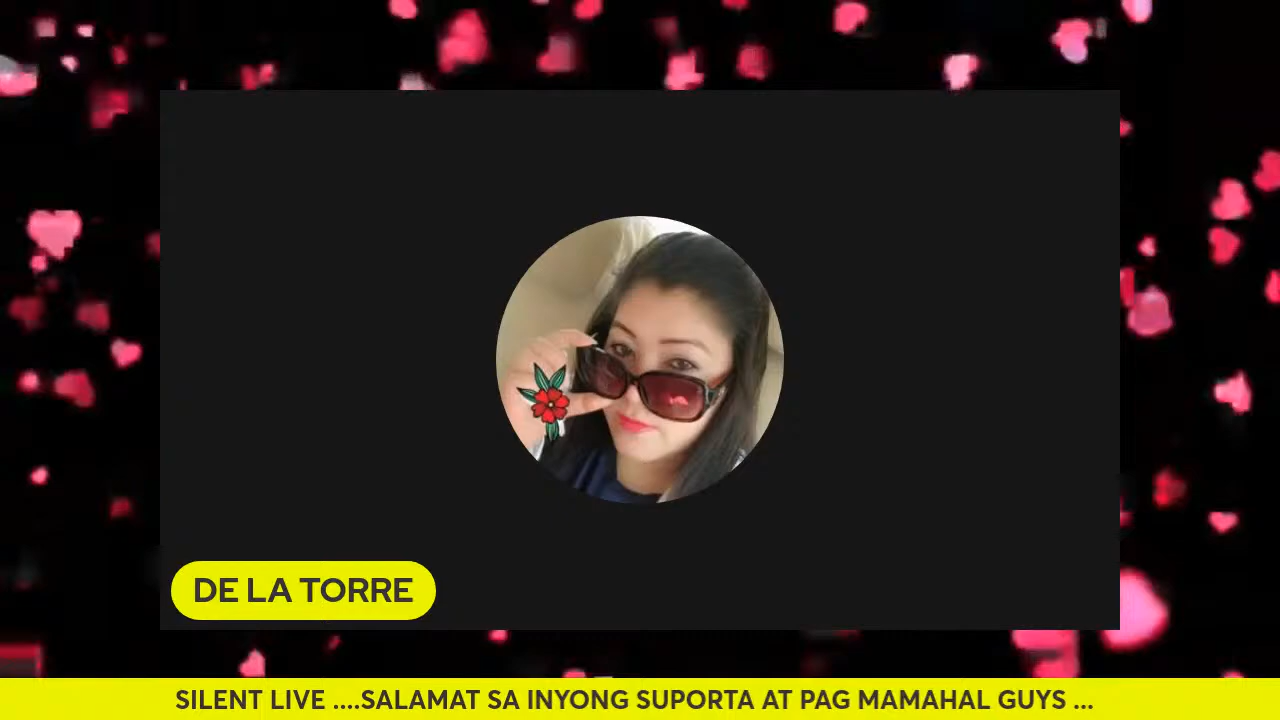 DE LA TORRE
SILENT LIVE ....SALAMAT SA INYONG SUPORTA AT PAG MAMAHAL GUYS ...